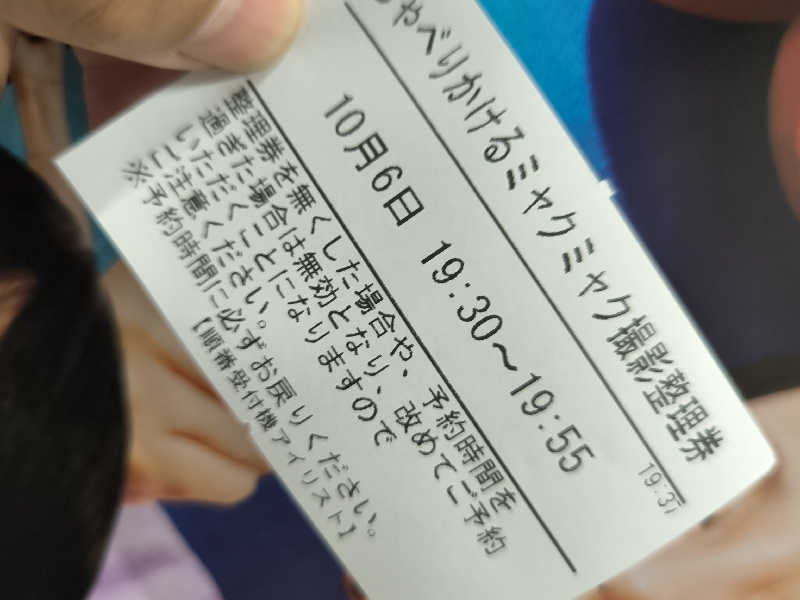 ゃべりかけるミャクミャク撮影整理券
19:37
10月6日 19:30～19:55
整理券を無くした場合や、予約時間を
過ぎた場合は無効となり、改めてご予約
いただくことになりますので
ご注意ください。
※予約時間に必ずお戻りください。
【順番受付機アイリスト】